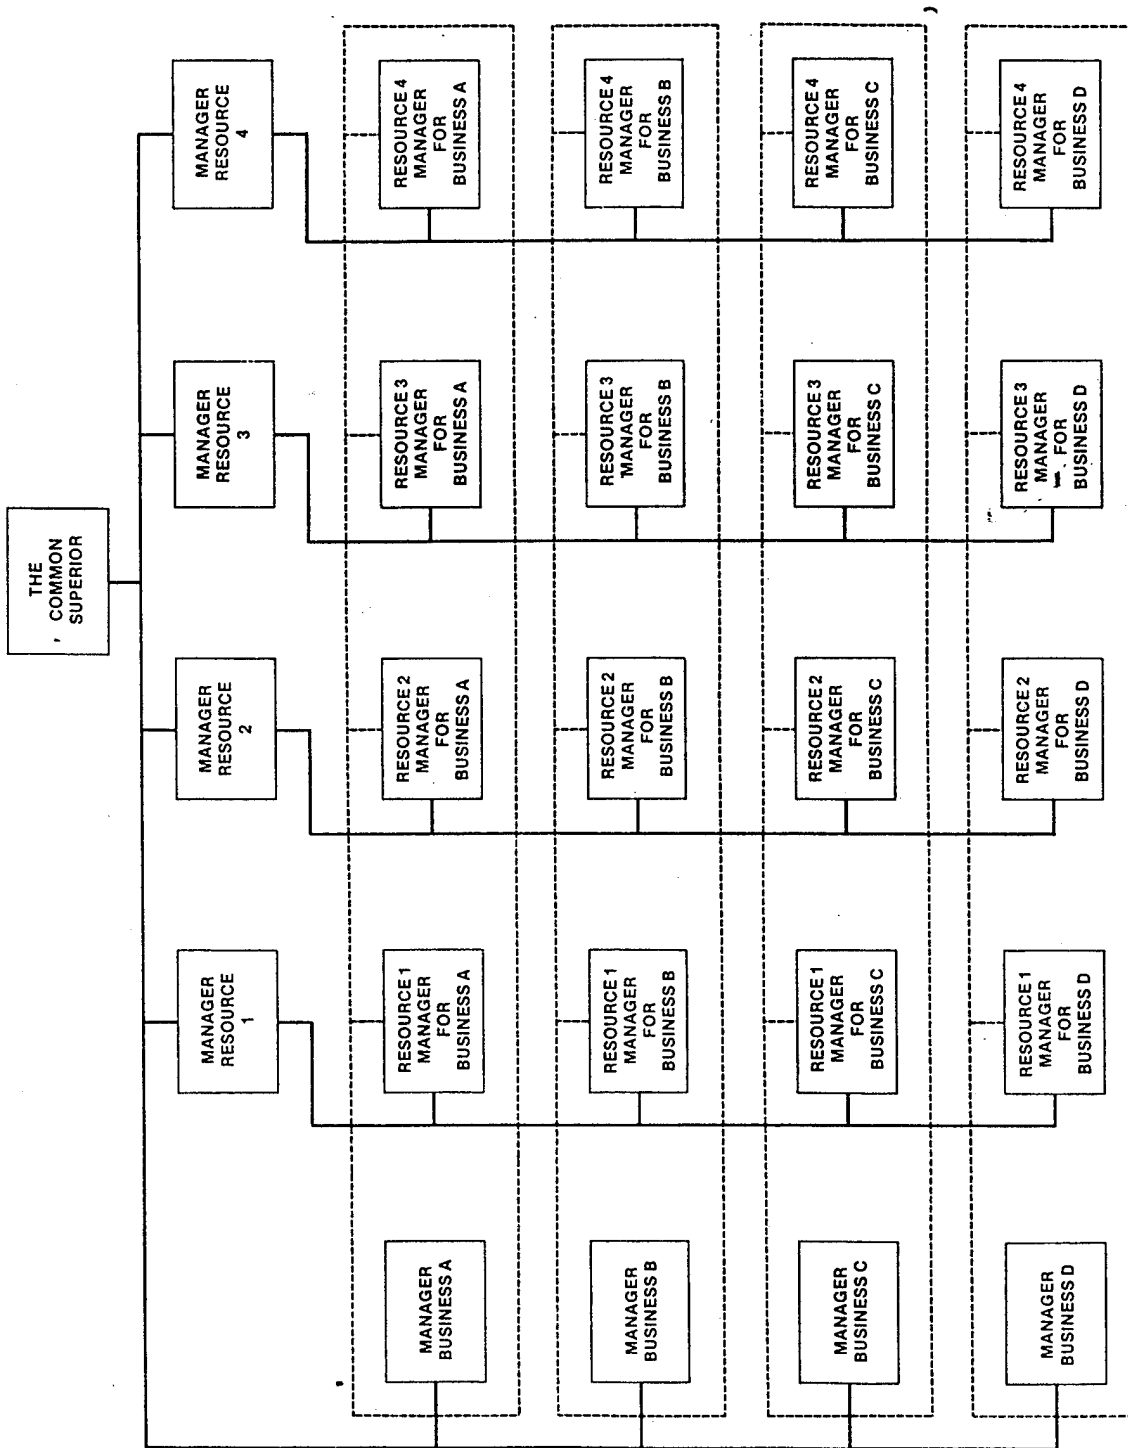 THE
COMMON
SUPERIOR
MANAGER
RESOURCE
1
MANAGER
RESOURCE
2
MANAGER
RESOURCE
3
MANAGER
RESOURCE
4
MANAGER
BUSINESS A
RESOURCE 1
MANAGER
FOR
BUSINESS A
RESOURCE 2
MANAGER
FOR
BUSINESS A
RESOURCE 3
MANAGER
FOR
BUSINESS A
RESOURCE 4
MANAGER
FOR
BUSINESS A
MANAGER
BUSINESS B
RESOURCE 1
MANAGER
FOR
BUSINESS B
RESOURCE 2
MANAGER
FOR
BUSINESS B
RESOURCE 3
MANAGER
FOR
BUSINESS B
RESOURCE 4
MANAGER
FOR
BUSINESS B
MANAGER
BUSINESS C
RESOURCE 1
MANAGER
FOR
BUSINESS C
RESOURCE 2
MANAGER
FOR
BUSINESS C
RESOURCE 3
MANAGER
FOR
BUSINESS C
RESOURCE 4
MANAGER
FOR
BUSINESS C
MANAGER
BUSINESS D
RESOURCE 1
MANAGER
FOR
BUSINESS D
RESOURCE 2
MANAGER
FOR
BUSINESS D
RESOURCE 3
MANAGER
FOR
BUSINESS D
RESOURCE 4
MANAGER
FOR
BUSINESS D